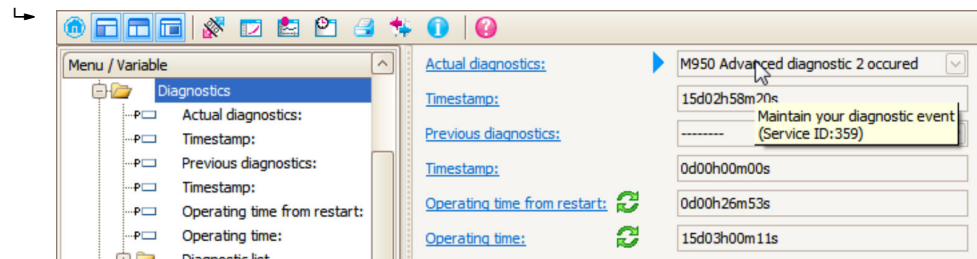 Menu / Variable
Diagnostics
Actual diagnostics:
Timestamp:
Previous diagnostics:
Timestamp:
Operating time from restart:
Operating time:
Diagnostic list
Actual diagnostics:
M950 Advanced diagnostic 2 occured
Timestamp:
15d02h58m20s
Maintain your diagnostic event
(Service ID:359)
Previous diagnostics:
--------
Timestamp:
0d00h00m00s
Operating time from restart:
0d00h26m53s
Operating time:
15d03h00m11s